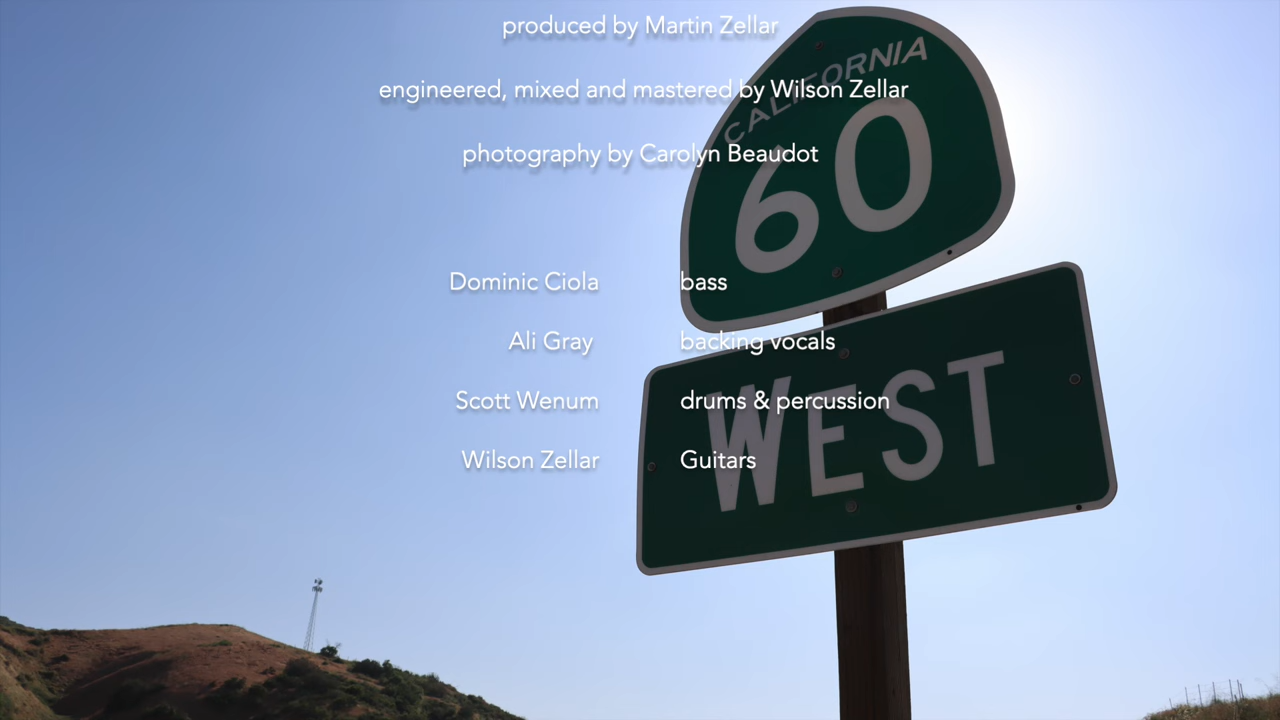 produced by Martin Zellar
engineered, mixed and mastered by Wilson Zellar
photography by Carolyn Beaudot
Dominic Ciola bass
Ali Gray backing vocals
Scott Wenum drums & percussion
Wilson Zellar Guitars
CALIFORNIA
60
WEST